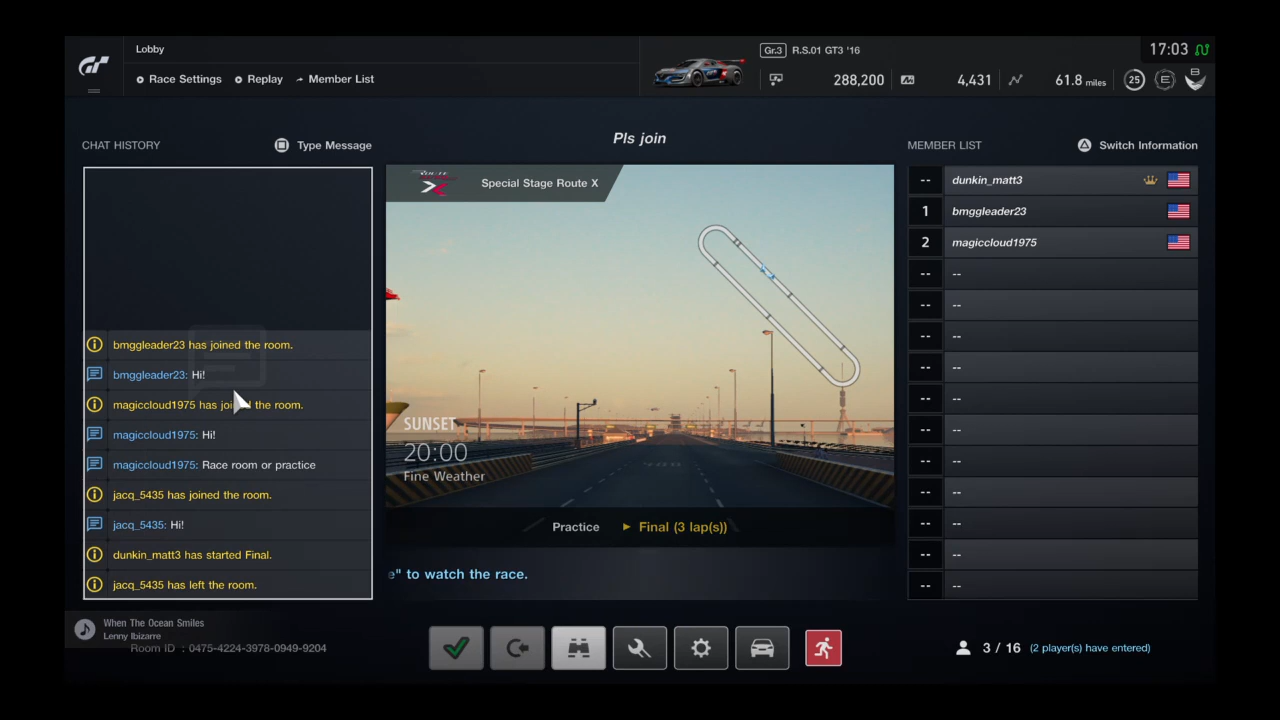 Lobby
Race Settings
Replay
Member List
Gr.3 R.S.01 GT3 '16
288,200
4,431
61.8 miles
25
E
B
17:03
CHAT HISTORY
Type Message
Pls join
MEMBER LIST
Switch Information
bmggleader23 has joined the room.
bmggleader23: Hi!
magiccloud1975 has the room.
magiccloud1975: Hi!
magiccloud1975: Race room or practice
jacq_5435 has joined the room.
jacq_5435: Hi!
dunkin_matt3 has started Final.
jacq_5435 has left the room.
ROUTE X
Special Stage Route X
SUNSET
20:00
Fine Weather
Practice
Final (3 lap(s))
e" to watch the race.
-- dunkin_matt3
1 bmggleader23
2 magiccloud1975
-- --
-- --
-- --
-- --
-- --
-- --
-- --
-- --
-- --
-- --
-- --
When The Ocean Smiles
Lenny Ibizarre
Room ID : 0475-4224-3978-0949-9204
3 / 16 (2 player(s) have entered)